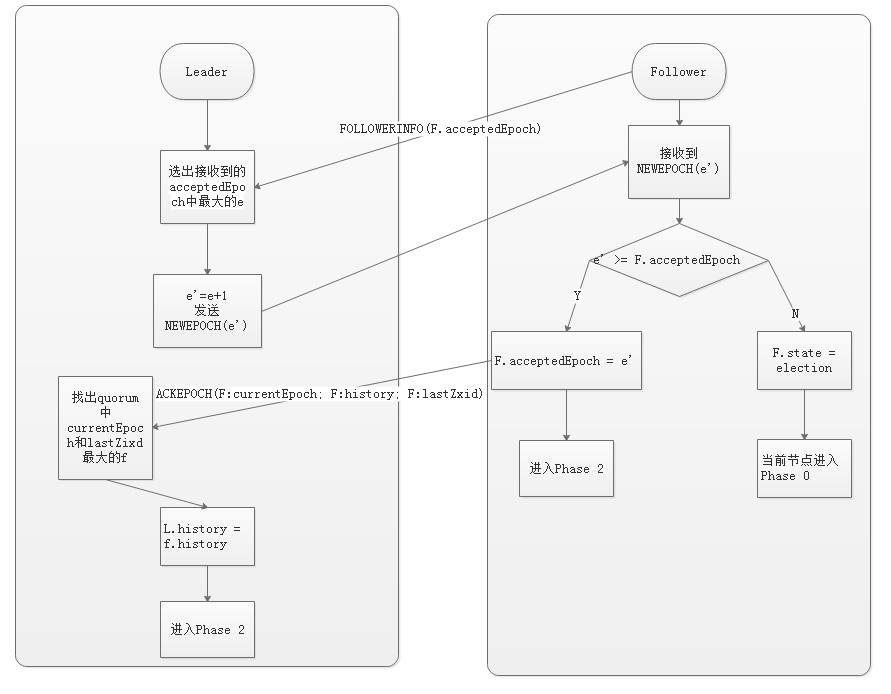 Leader
Follower
FOLLOWERINFO(F.acceptedEpoch)
选出接收到的
acceptedEpo
ch中最大的e
接收到
NEWEPOCH(e')
e' >= F.acceptedEpoch
e'=e+1
发送
NEWEPOCH(e')
Y
N
F.acceptedEpoch = e'
F.state =
election
ACKEPOCH(F:currentEpoch; F:history; F:lastZxid)
找出quorum
中
currentEpoc
h和lastZixd
最大的f
进入Phase 2
当前节点进入
Phase 0
L.history =
f.history
进入Phase 2